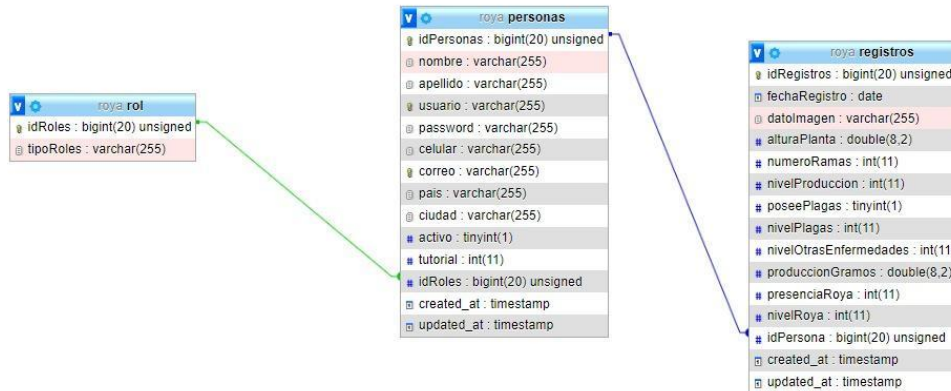 roya rol
idRoles : bigint(20) unsigned
tipoRoles : varchar(255)
roya personas
idPersonas : bigint(20) unsigned
nombre : varchar(255)
apellido : varchar(255)
usuario : varchar(255)
password : varchar(255)
celular : varchar(255)
correo : varchar(255)
pais : varchar(255)
ciudad : varchar(255)
activo : tinyint(1)
tutorial : int(11)
idRoles : bigint(20) unsigned
created_at : timestamp
updated_at : timestamp
roya registros
idRegistros : bigint(20) unsigned
fechaRegistro : date
datoImagen : varchar(255)
alturaPlanta : double(8,2)
numeroRamas : int(11)
nivelProduccion : int(11)
poseePlagas : tinyint(1)
nivelPlagas : int(11)
nivelOtrasEnfermedades : int(11
produccionGramos : double(8,2)
presenciaRoya : int(11)
nivelRoya : int(11)
idPersona : bigint(20) unsigned
created_at : timestamp
updated_at : timestamp